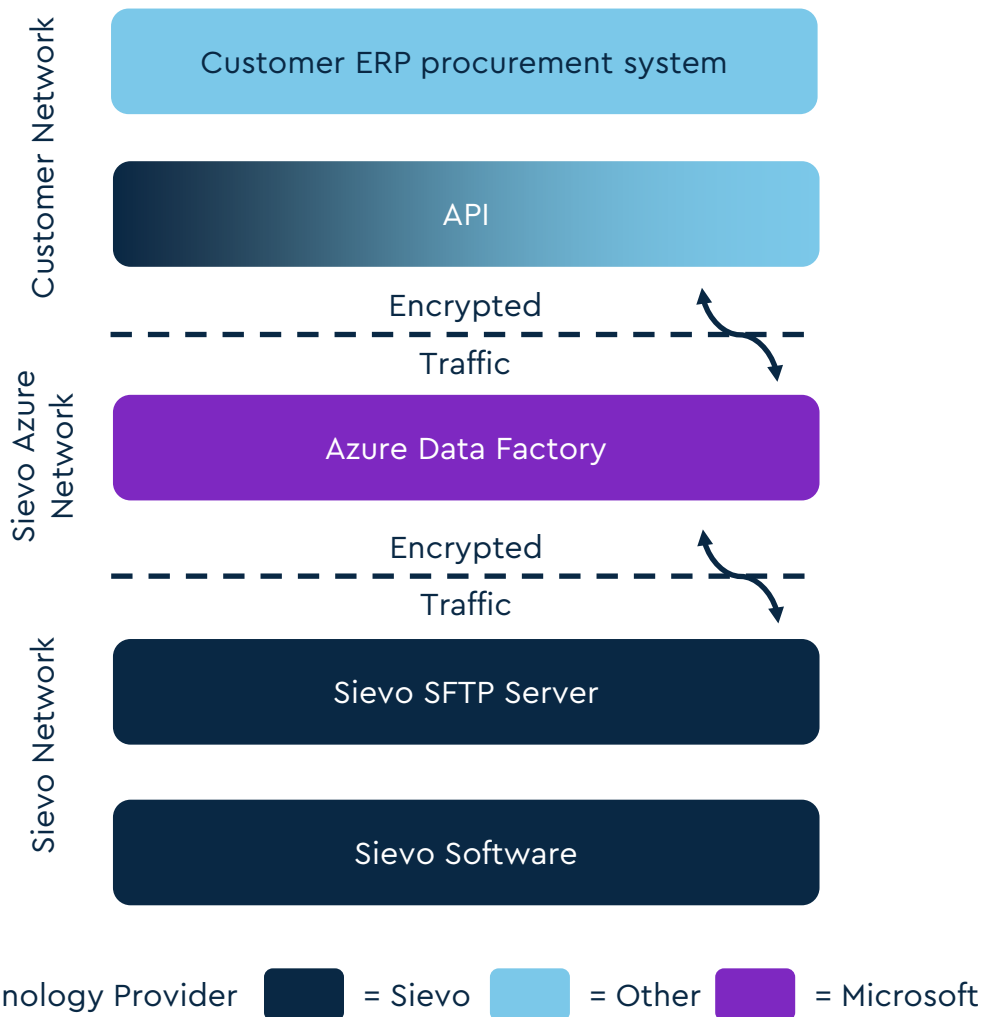 Customer Network
Customer ERP procurement system
API
Encrypted
Traffic
Sievo Azure
Network
Azure Data Factory
Encrypted
Traffic
Sievo Network
Sievo SFTP Server
Sievo Software
nology Provider = Sievo = Other = Microsoft